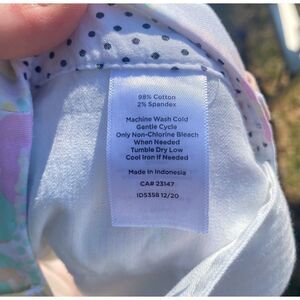 98% Cotton
2% Spandex
Machine Wash Cold
Gentle Cycle
Only Non-Chlorine Bleach
When Needed
Tumble Dry Low
Cool Iron If Needed
Made in Indonesia
CA# 23147
ID5358 12/20